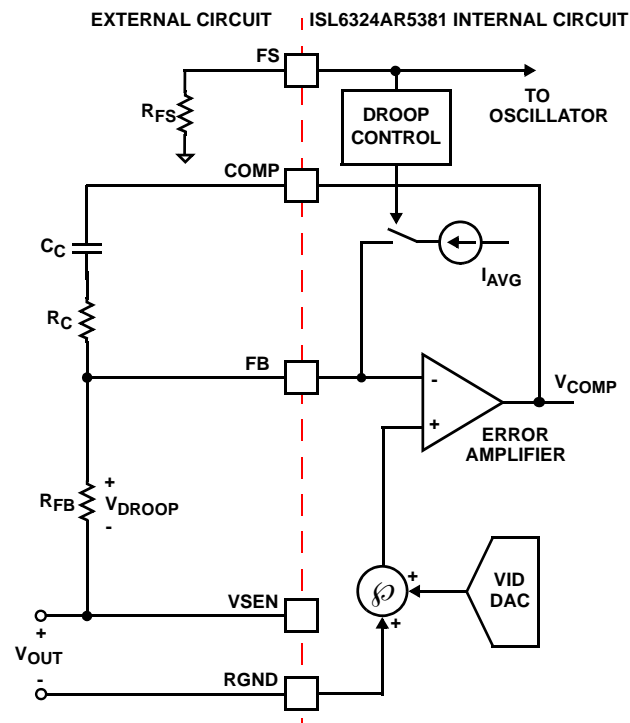 EXTERNAL CIRCUIT
ISL6324AR5381 INTERNAL CIRCUIT
FS
RFS
TO
OSCILLATOR
DROOP
CONTROL
COMP
CC
IAVG
RC
FB
-
+
VCOMP
ERROR
AMPLIFIER
RFB
+
VDROOP
-
VSEN
+
VID
DAC
℘
+
+
VOUT
-
RGND